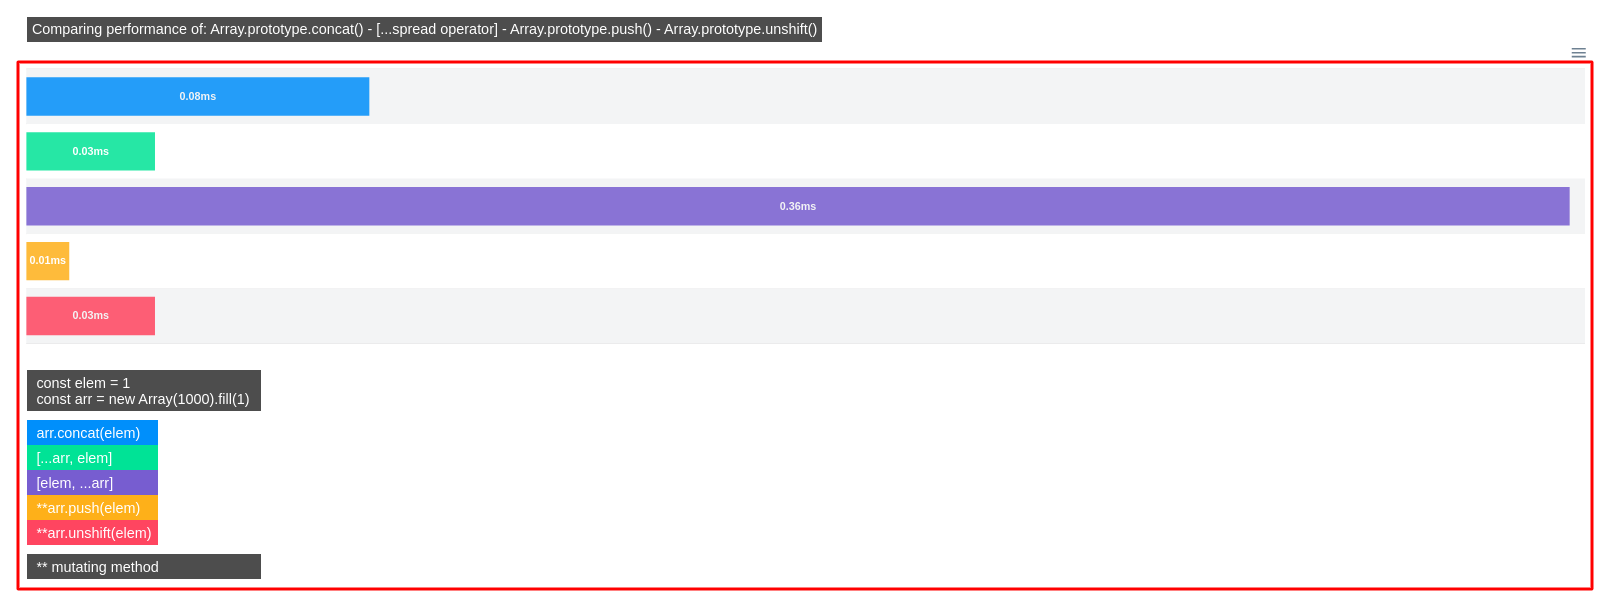 Comparing performance of: Array.prototype.concat() - [...spread operator] - Array.prototype.push() - Array.prototype.unshift()
0.08ms
0.03ms
0.36ms
0.01ms
0.03ms
const elem = 1
const arr = new Array(1000).fill(1)
arr.concat(elem)
[...arr, elem]
[elem, ...arr]
**arr.push(elem)
**arr.unshift(elem)
** mutating method